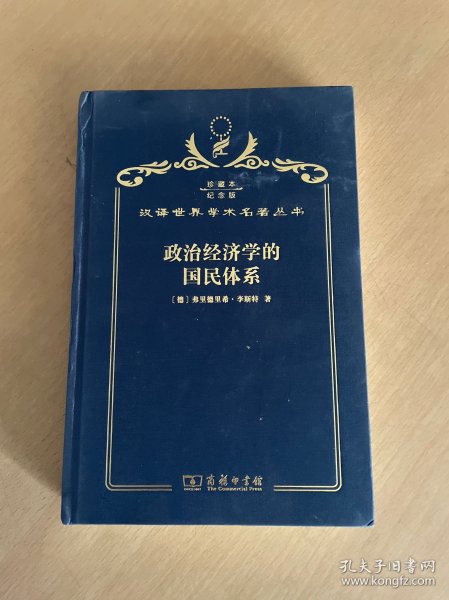 珍藏本
纪念版
汉译世界学术名著丛书
政治经济学的
国民体系
〔德〕弗里德里希·李斯特 著
商务印书馆
The Commercial Press
孔夫子旧书网
www.kongfz.com